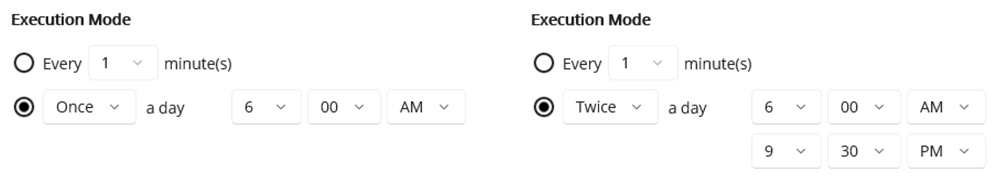 Execution Mode
Every 1 minute(s)
Once a day 6 00 AM
Execution Mode
Every 1 minute(s)
Twice a day 6 00 AM
9 30 PM